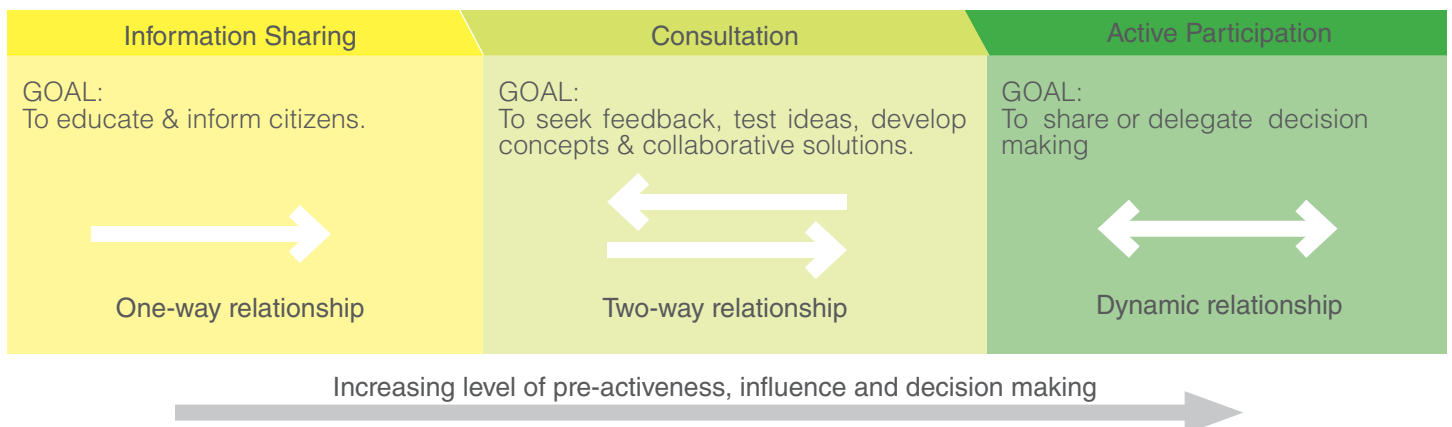 Information Sharing
Consultation
Active Participation
GOAL:
To educate & inform citizens.
GOAL:
To seek feedback, test ideas, develop
concepts & collaborative solutions.
GOAL:
To share or delegate decision
making
One-way relationship
Two-way relationship
Dynamic relationship
Increasing level of pre-activeness, influence and decision making